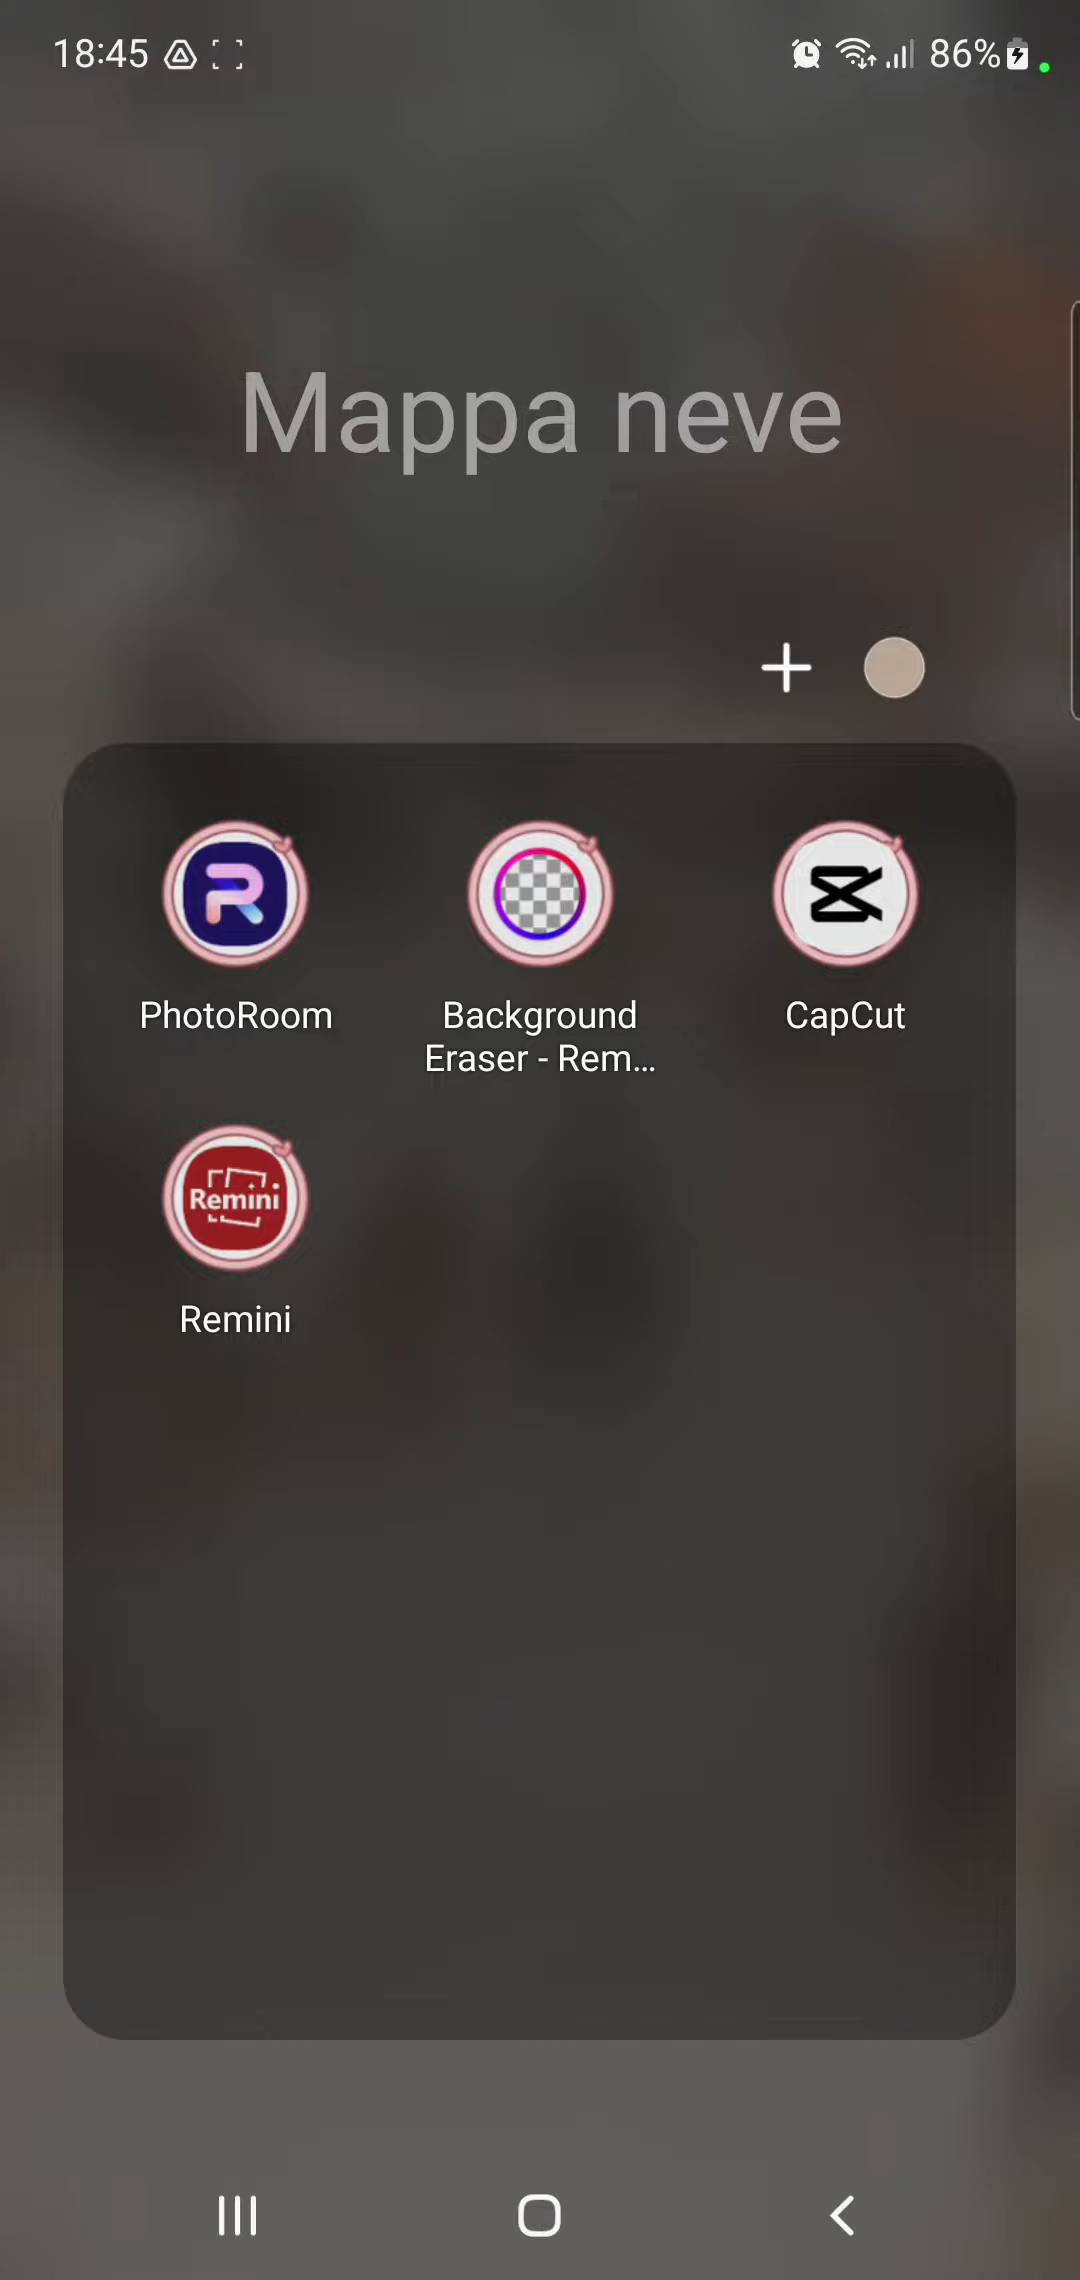 18:45
86%
Mappa neve
PhotoRoom
Background
Eraser - Rem...
CapCut
Remini
Remini